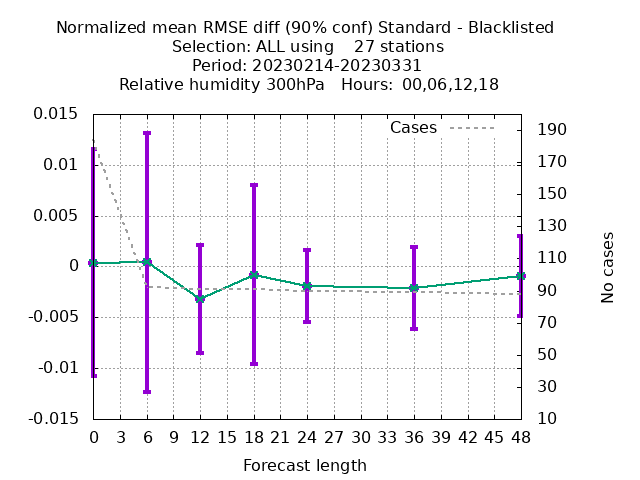 Normalized mean RMSE diff (90% conf) Standard - Blacklisted
Selection: ALL using 27 stations
Period: 20230214-20230331
Relative humidity 300hPa Hours: 00,06,12,18
Cases
0.015
0.01
0.005
0
-0.005
-0.01
-0.015
190
170
150
130
110
90
70
50
30
10
No cases
0 3 6 9 12 15 18 21 24 27 30 33 36 39 42 45 48
Forecast length